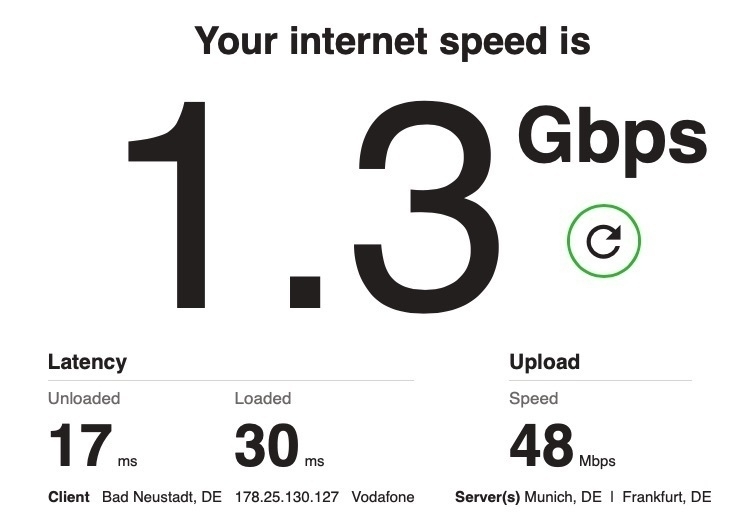 Your internet speed is
1.3 Gbps
Latency
Upload
Unloaded Loaded Speed
17 ms 30 ms 48 Mbps
Client Bad Neustadt, DE 178.25.130.127 Vodafone Server(s) Munich, DE | Frankfurt, DE